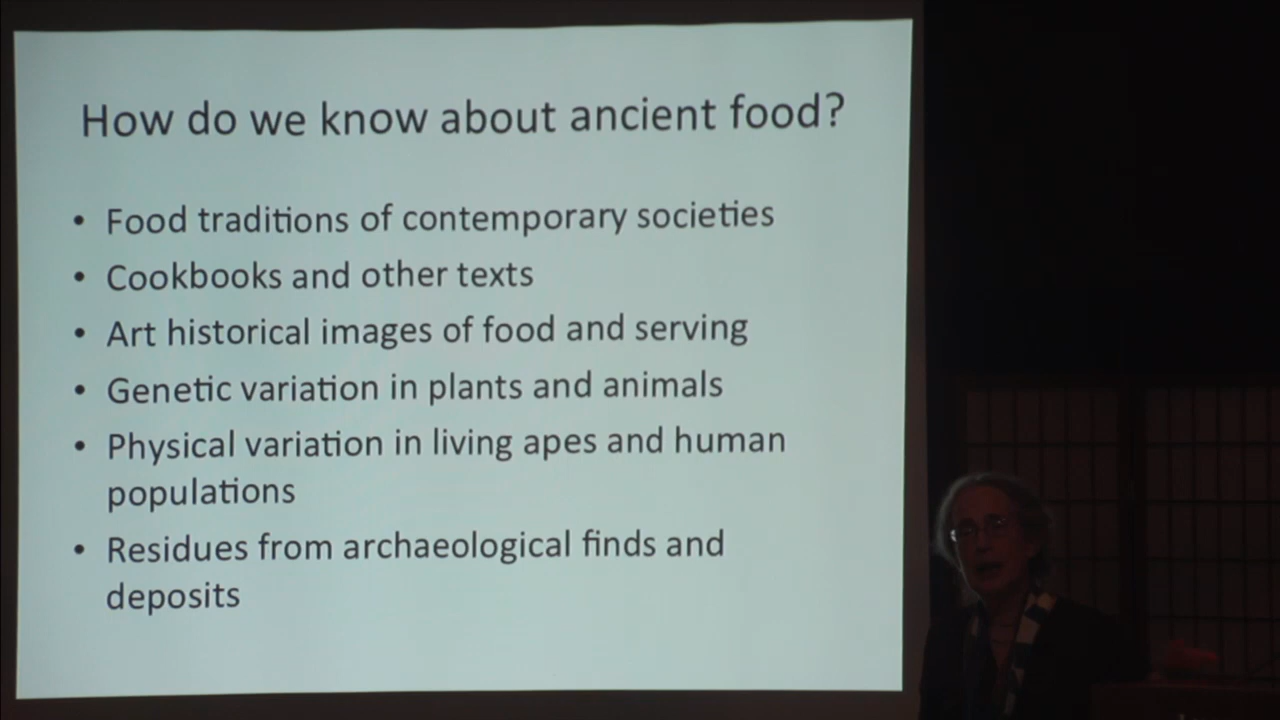 How do we know about ancient food?
• Food traditions of contemporary societies
• Cookbooks and other texts
• Art historical images of food and serving
• Genetic variation in plants and animals
• Physical variation in living apes and human
populations
• Residues from archaeological finds and
deposits